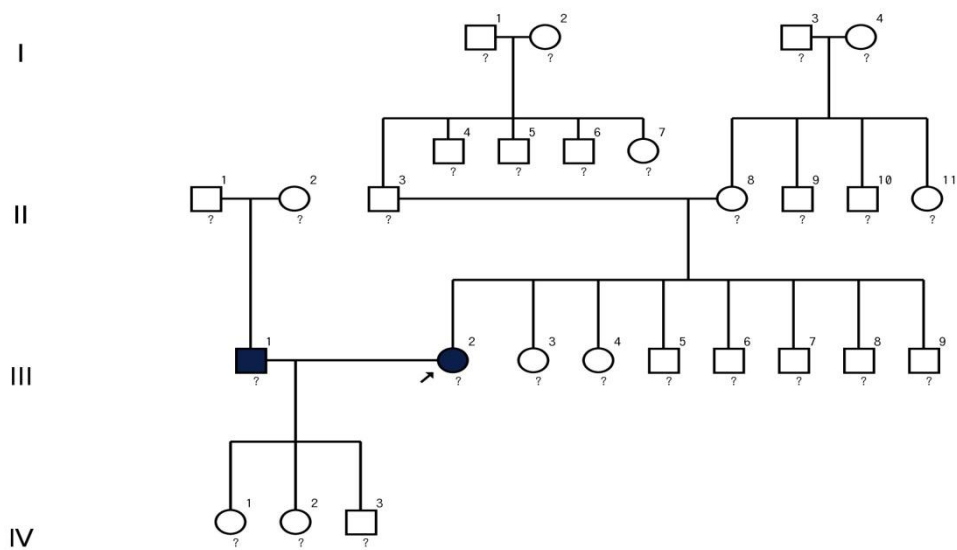 1 2 3 4
I
? ? ? ?
4 5 6 7
? ? ? ?
1 2 3 8 9 10 11
II
? ? ? ? ? ? ?
1 2 3 4 5 6 7 8 9
III
? ? ? ? ? ? ? ? ?
1 2 3
? ? ?
IV